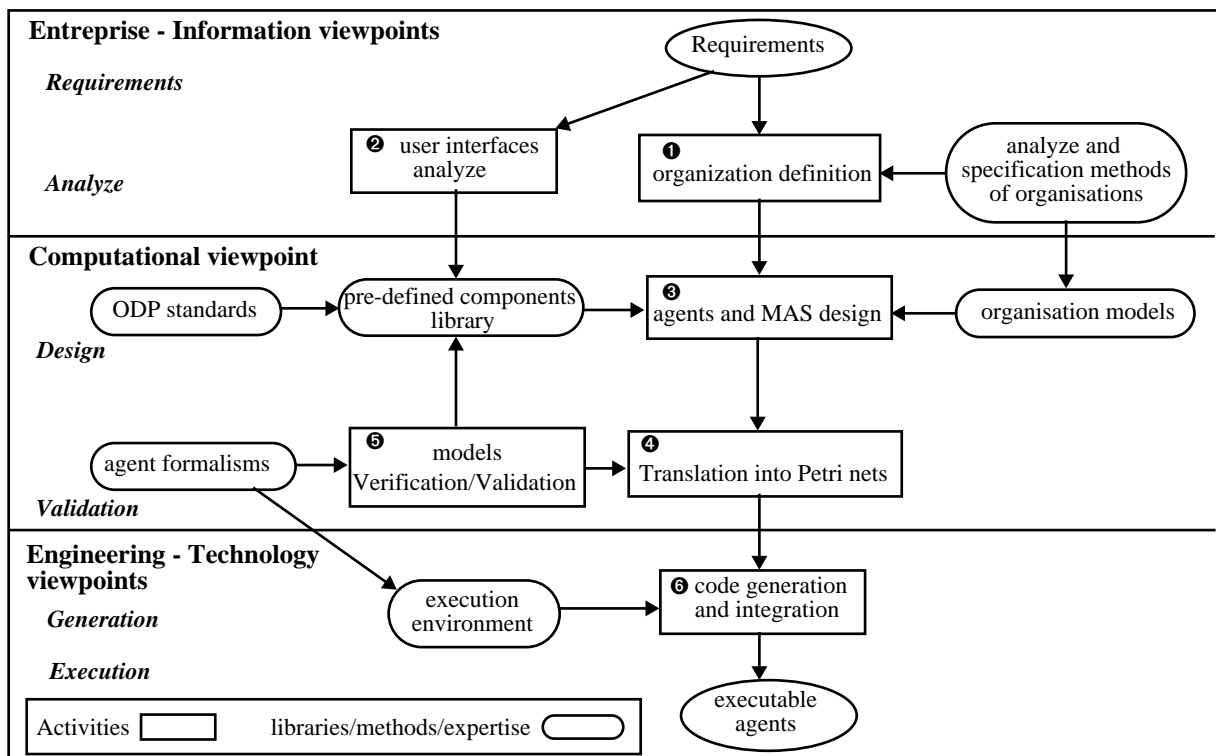 Entreprise - Information viewpoints
Requirements
Requirements
❷ user interfaces
analyze
❶
organization definition
analyze and
specification methods
of organisations
Analyze
Computational viewpoint
ODP standards
pre-defined components
library
❸
agents and MAS design
organisation models
Design
agent formalisms
❺
models
Verification/Validation
❹
Translation into Petri nets
Validation
Engineering - Technology
viewpoints
execution
environment
❻ code generation
and integration
Generation
Execution
executable
agents
Activities
libraries/methods/expertise